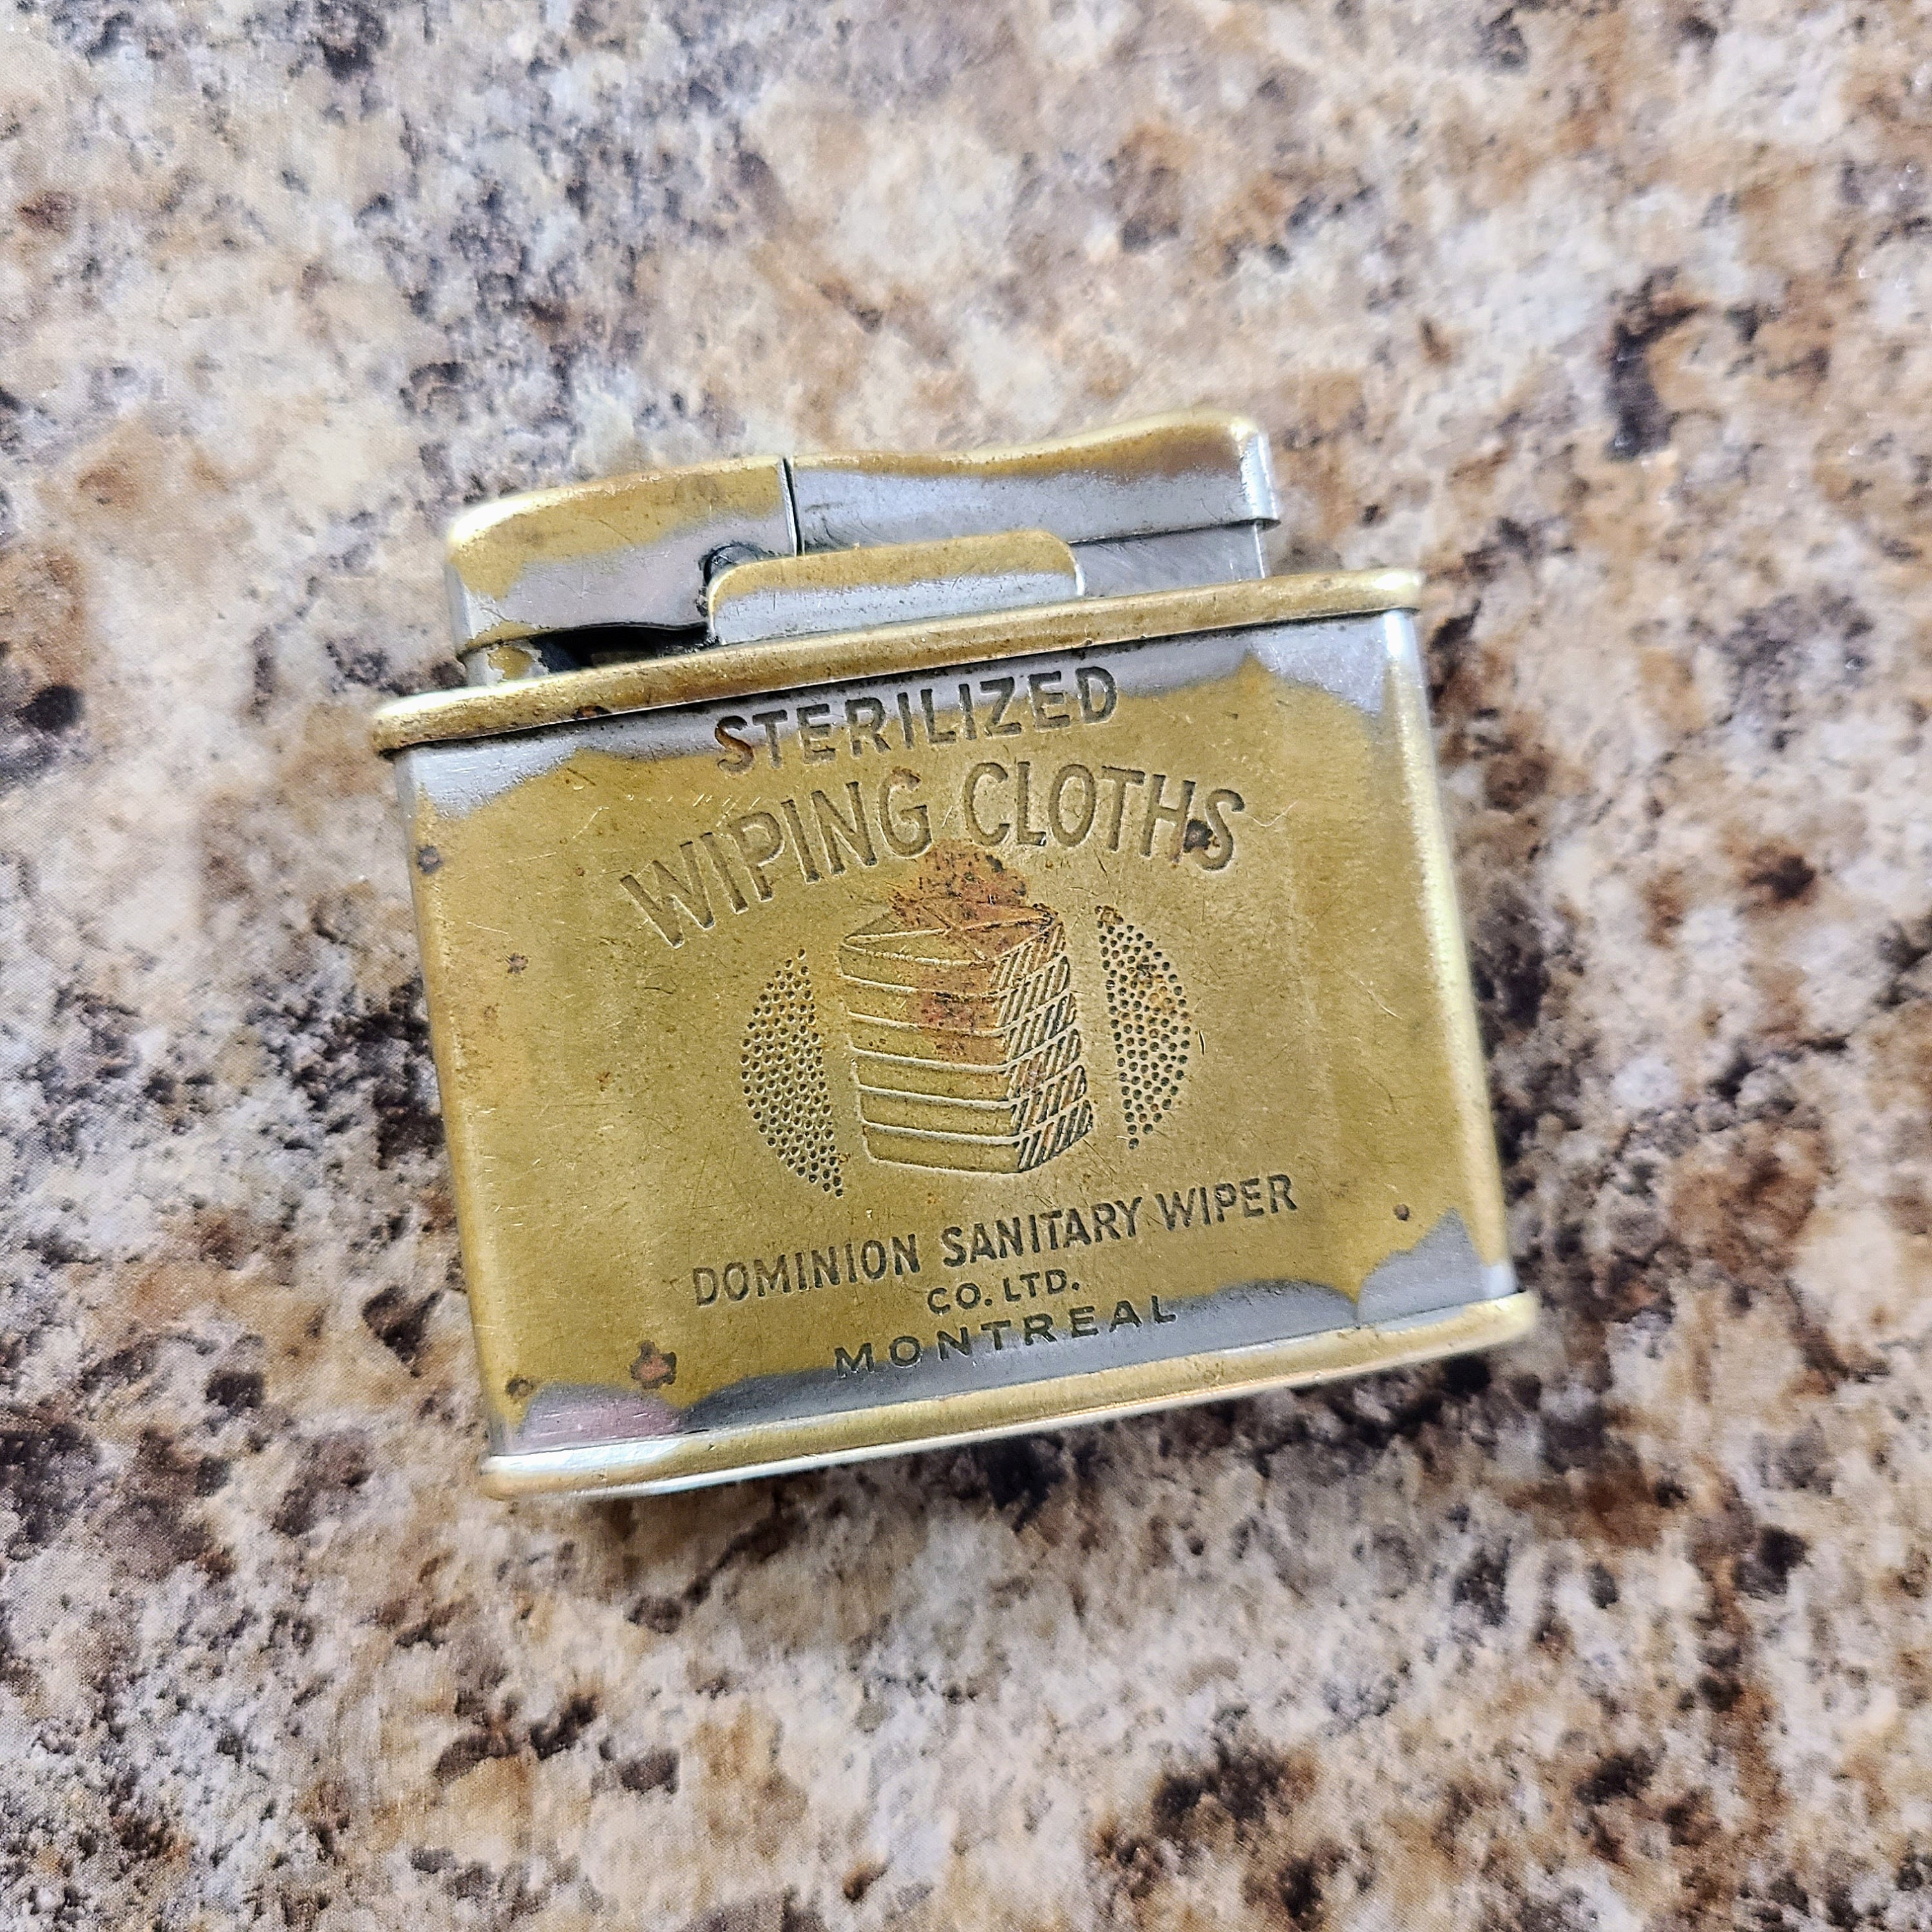 STERILIZED
WIPING CLOTHS
DOMINION SANITARY WIPER
CO. LTD.
MONTREAL